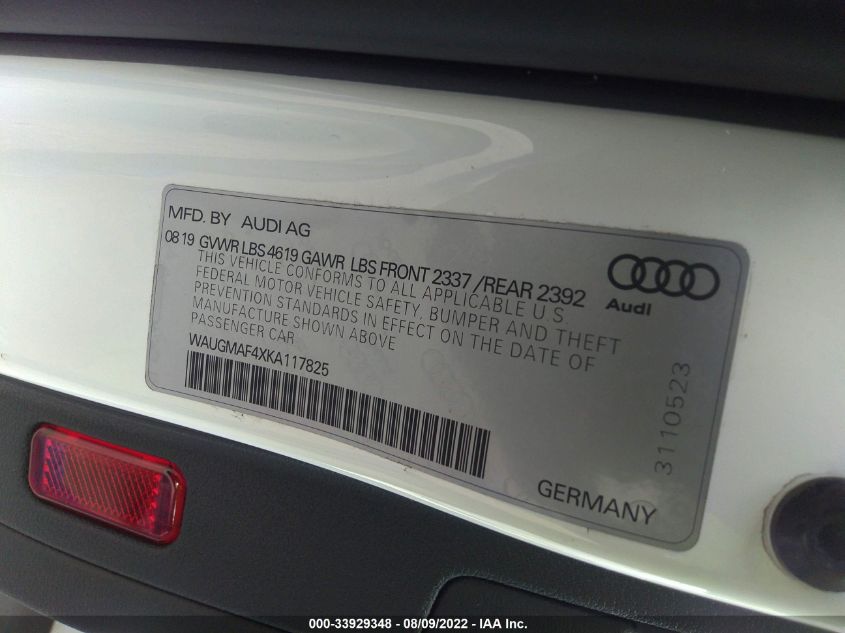 MFD. BY AUDI AG
08 19 GVWR LBS 4619 GAWR LBS FRONT 2337 /REAR 2392
THIS VEHICLE CONFORMS TO ALL APPLICABLE U S
FEDERAL MOTOR VEHICLE SAFETY, BUMPER AND THEFT
PREVENTION STANDARDS IN EFFECT ON THE DATE OF
MANUFACTURE SHOWN ABOVE
PASSENGER CAR
WAUGMAF4XKA117825
Audi
3110523
GERMANY
000-33929348 - 08/09/2022 - IAA Inc.